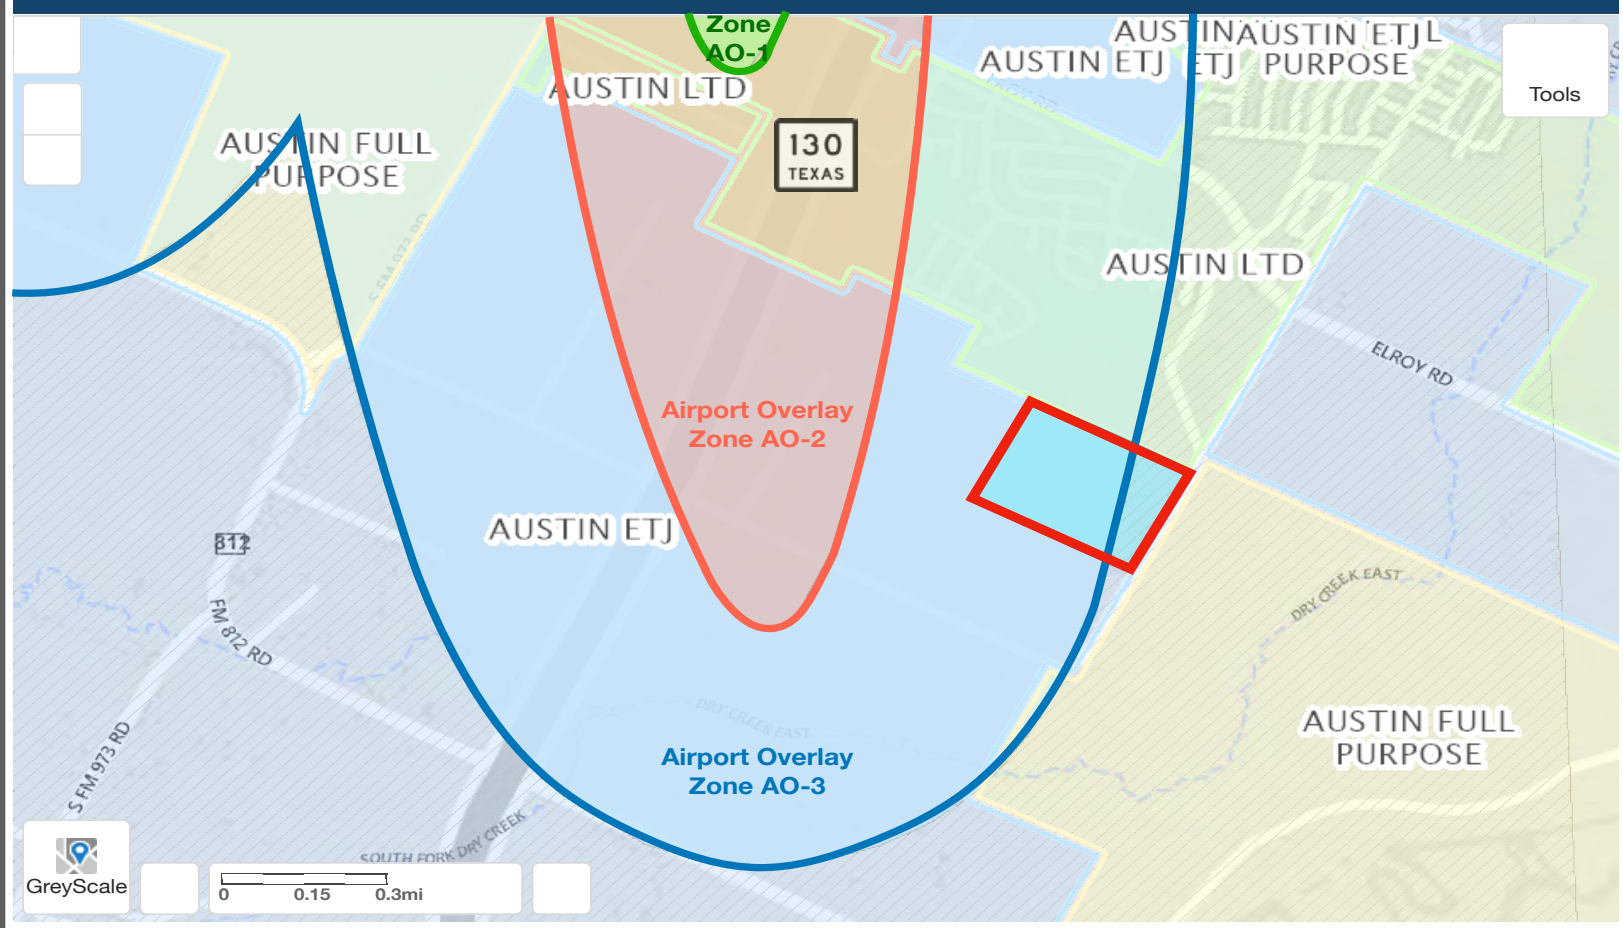 Zone
AO-1
AUSTIN LTD
AUSTIN ETJ
AUSTIN
AUSTIN ETJ
ETJ
PURPOSE
L
Tools
AUSTIN FULL
PURPOSE
130
TEXAS
S FM 973 RD
AUSTIN LTD
ELROY RD
Airport Overlay
Zone AO-2
AUSTIN ETJ
812
FM 812 RD
DRY CREEK EAST
DRY CREEK EAST
Airport Overlay
Zone AO-3
AUSTIN FULL
PURPOSE
S FM 973 RD
SOUTH FORK DRY CREEK
GreyScale
0 0.15 0.3mi